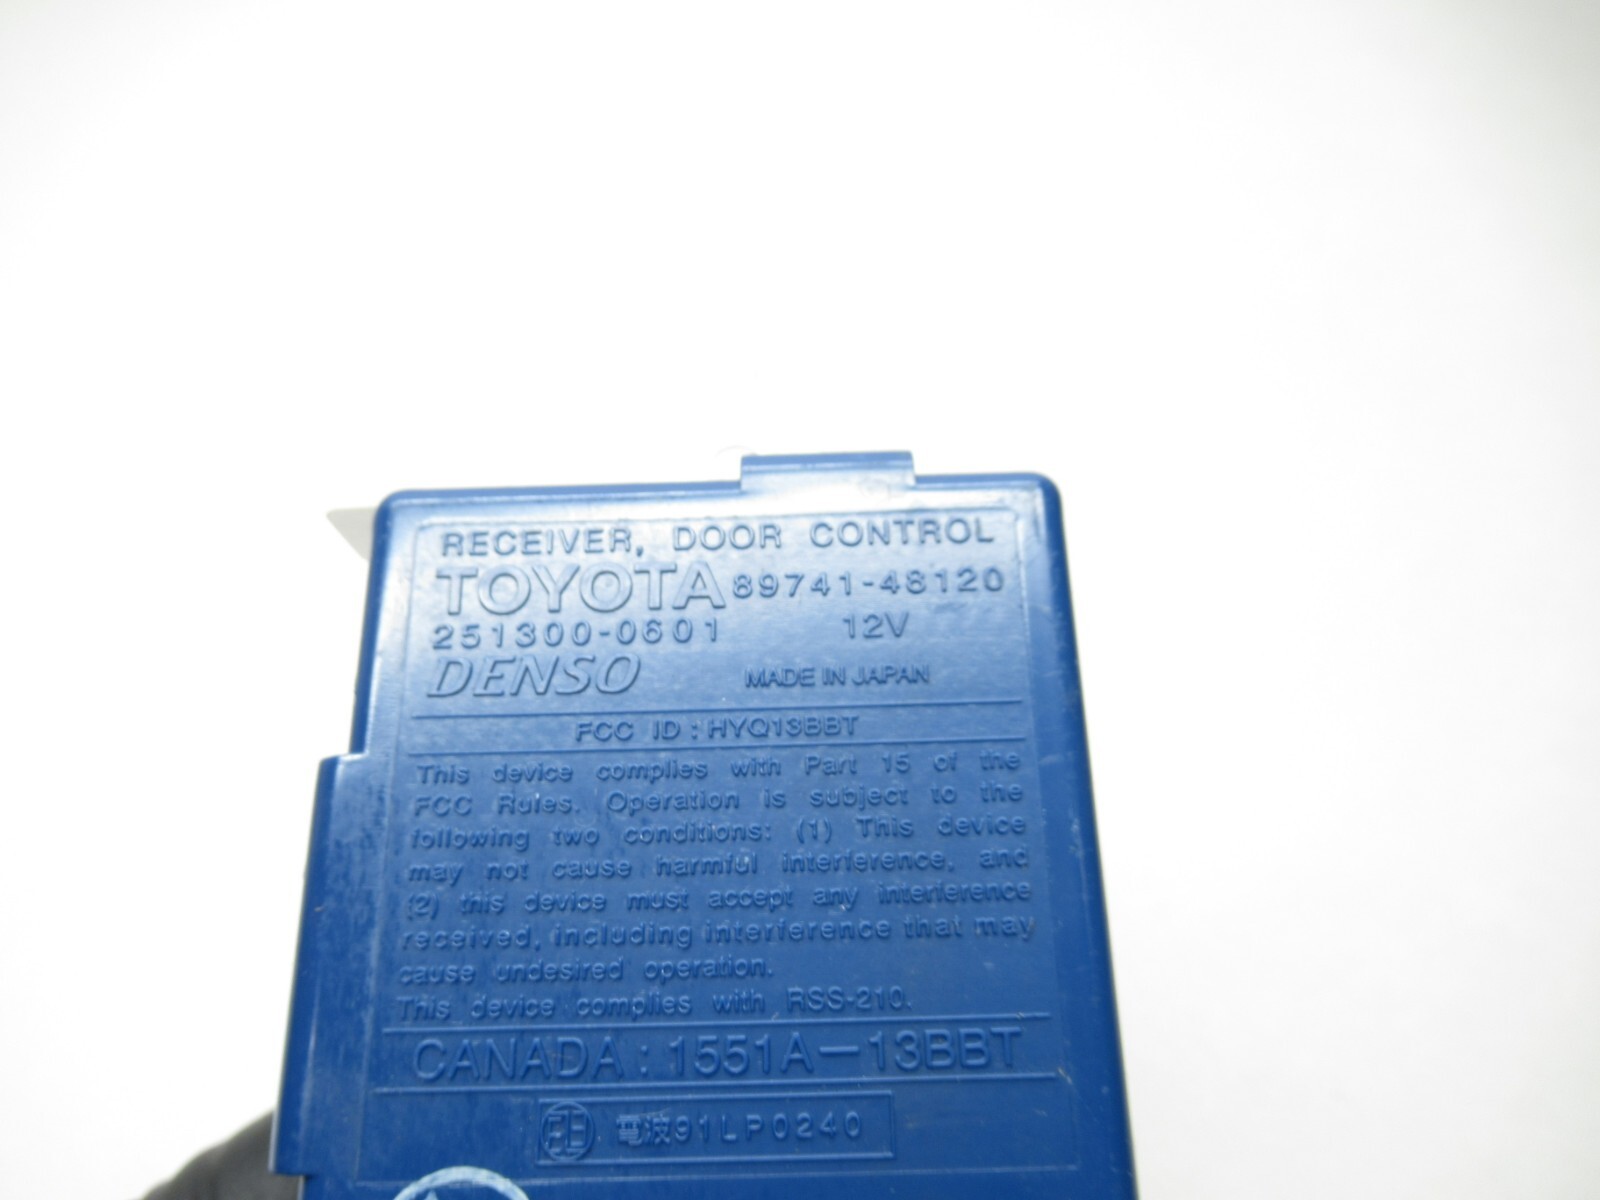 RECEIVER, DOOR CONTROL
TOYOTA 89741-48120
251300-0601 12V
DENSO MADE IN JAPAN
FCC ID : HYQ13BBT
This device complies with Part 15 of the
FCC Rules. Operation is subject to the
following two conditions: (1) This device
may not cause harmful interference, and
(2) this device must accept any interference
received, including interference that may
cause undesired operation.
This device complies with RSS-210.
CANADA : 1551A-13BBT
電波91LP0240